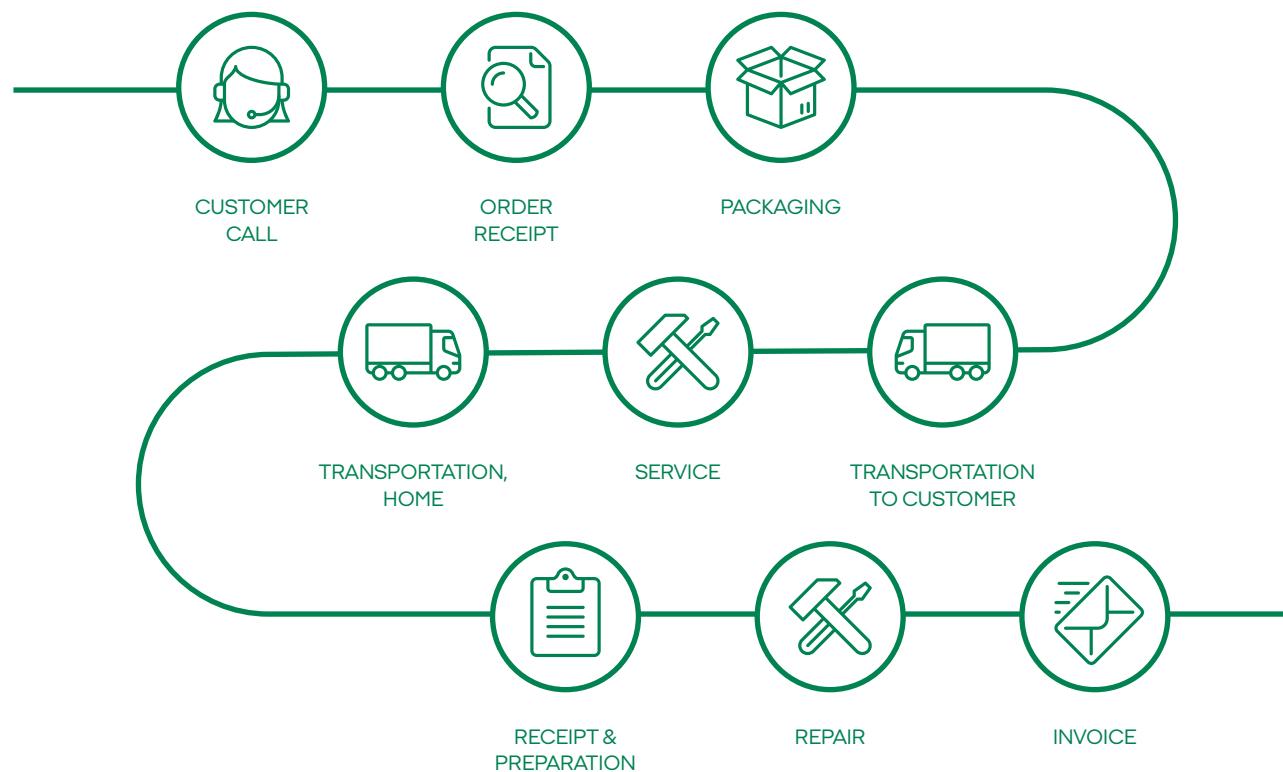 CUSTOMER
CALL
ORDER
RECEIPT
PACKAGING
TRANSPORTATION,
HOME
SERVICE
TRANSPORTATION
TO CUSTOMER
RECEIPT &
PREPARATION
REPAIR
INVOICE